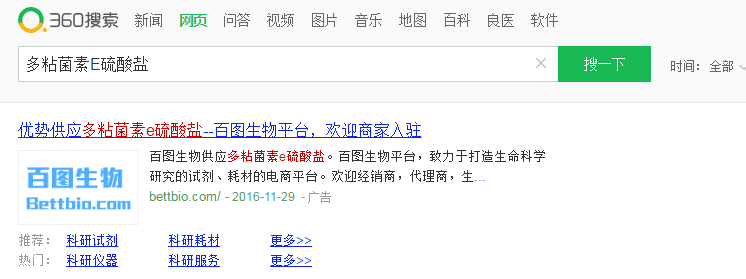 360搜索 新闻 网页 问答 视频 图片 音乐 地图 百科 良医 软件
多粘菌素E硫酸盐 × 搜一下 时间: 全部
优势供应多粘菌素e硫酸盐--百图生物平台，欢迎商家入驻
百图生物供应多粘菌素e硫酸盐。百图生物平台，致力于打造生命科学
百图生物
研究的试剂、耗材的电商平台。欢迎经销商，代理商，生...
Bettbio.com
bettbio.com/ - 2016-11-29 - 广告
推荐： 科研试剂 科研耗材 更多>>
热门： 科研仪器 科研服务 更多>>